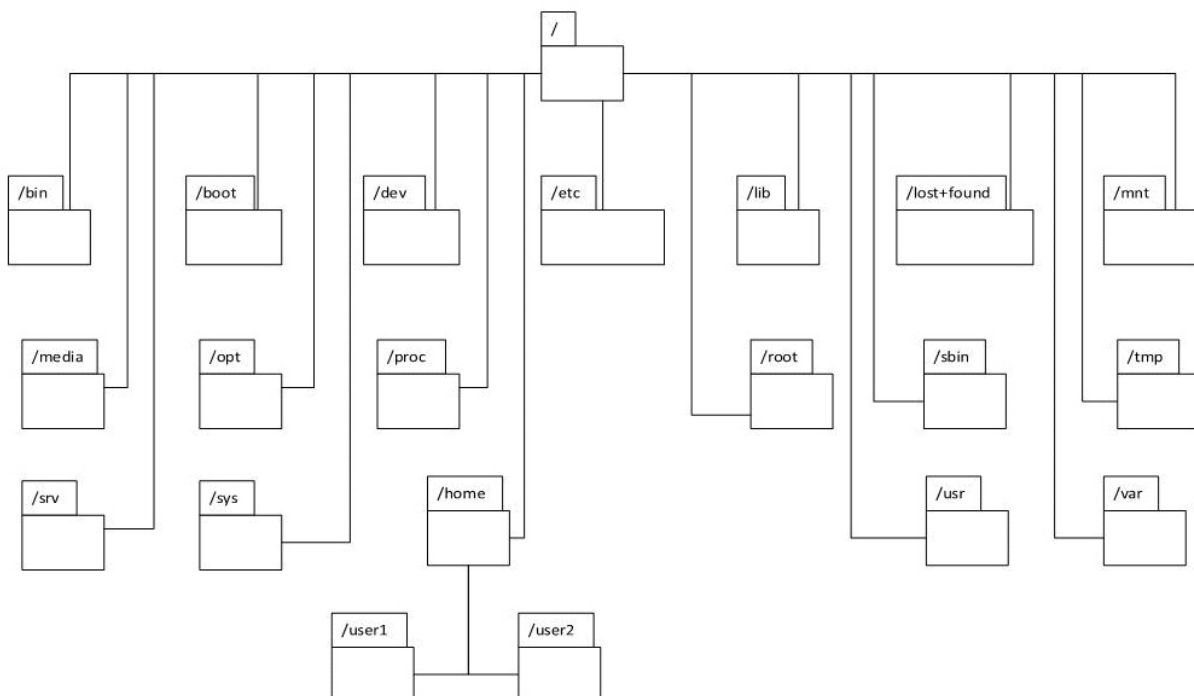 /
/bin
/boot
/dev
/etc
/lib
/lost+found
/mnt
/media
/opt
/proc
/root
/sbin
/tmp
/srv
/sys
/home
/usr
/var
/user1
/user2